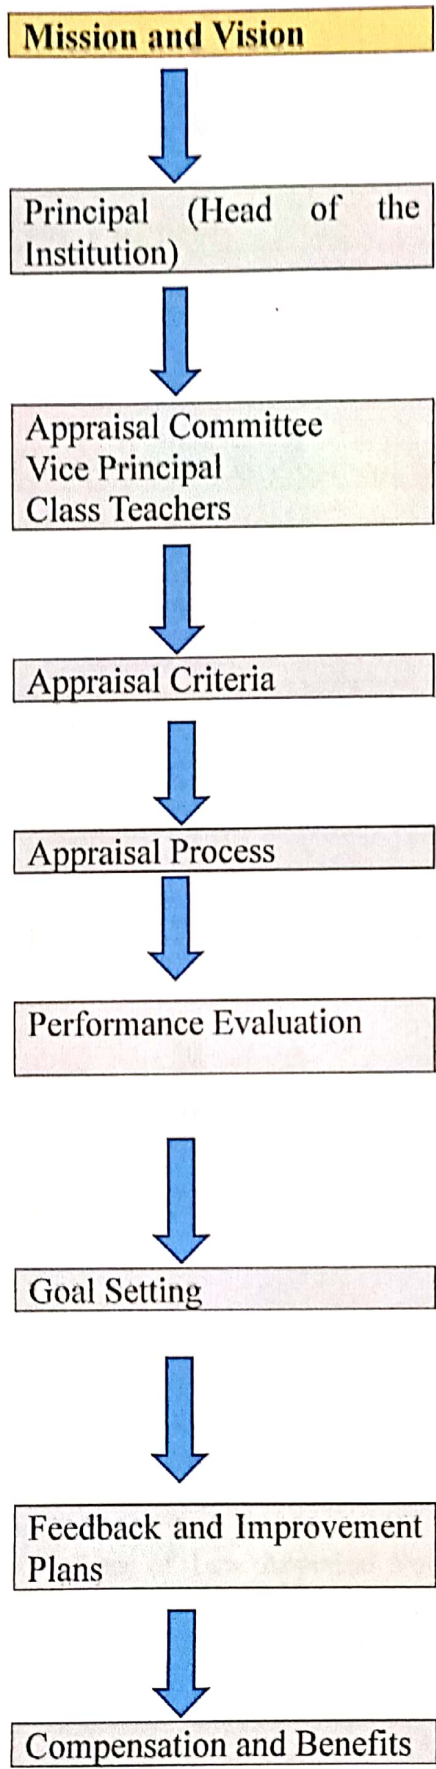 Mission and Vision
Principal (Head of the
Institution)
Appraisal Committee
Vice Principal
Class Teachers
Appraisal Criteria
Appraisal Process
Performance Evaluation
Goal Setting
Feedback and Improvement
Plans
Compensation and Benefits